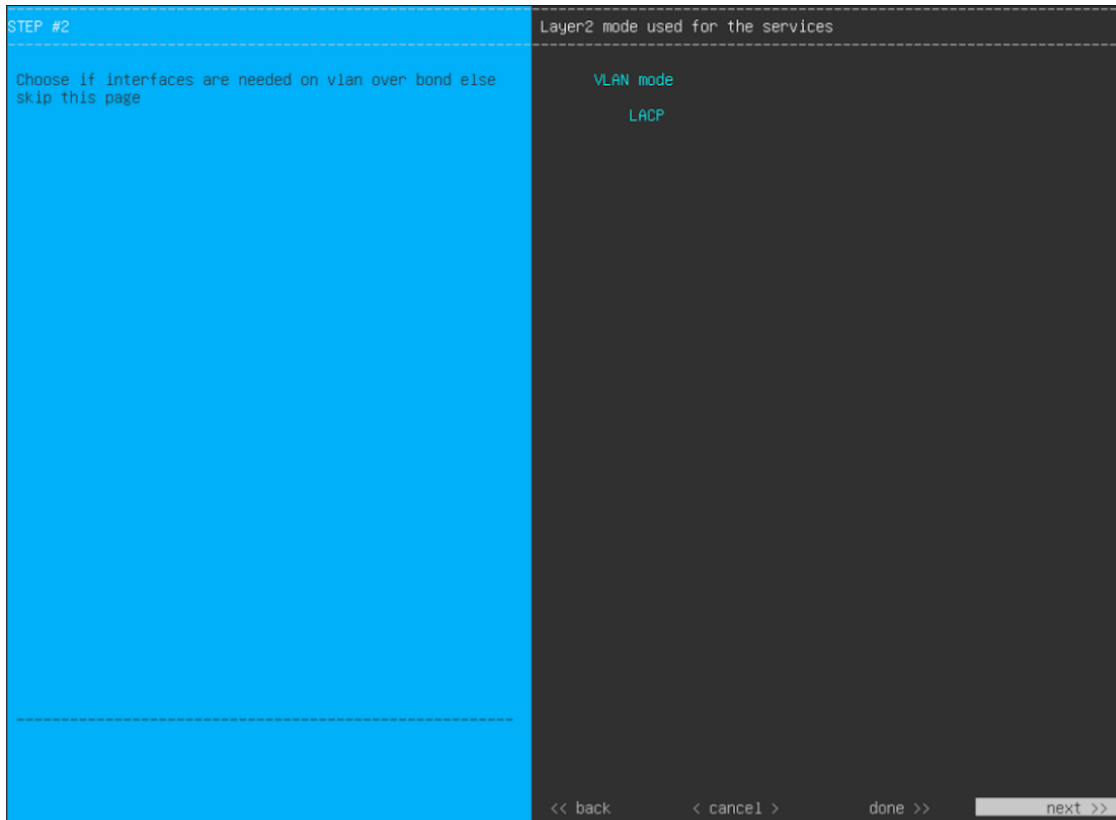 STEP #2
Choose if interfaces are needed on vlan over bond else
skip this page
Layer2 mode used for the services
VLAN mode
LACP
<< back < cancel > done >> next >>